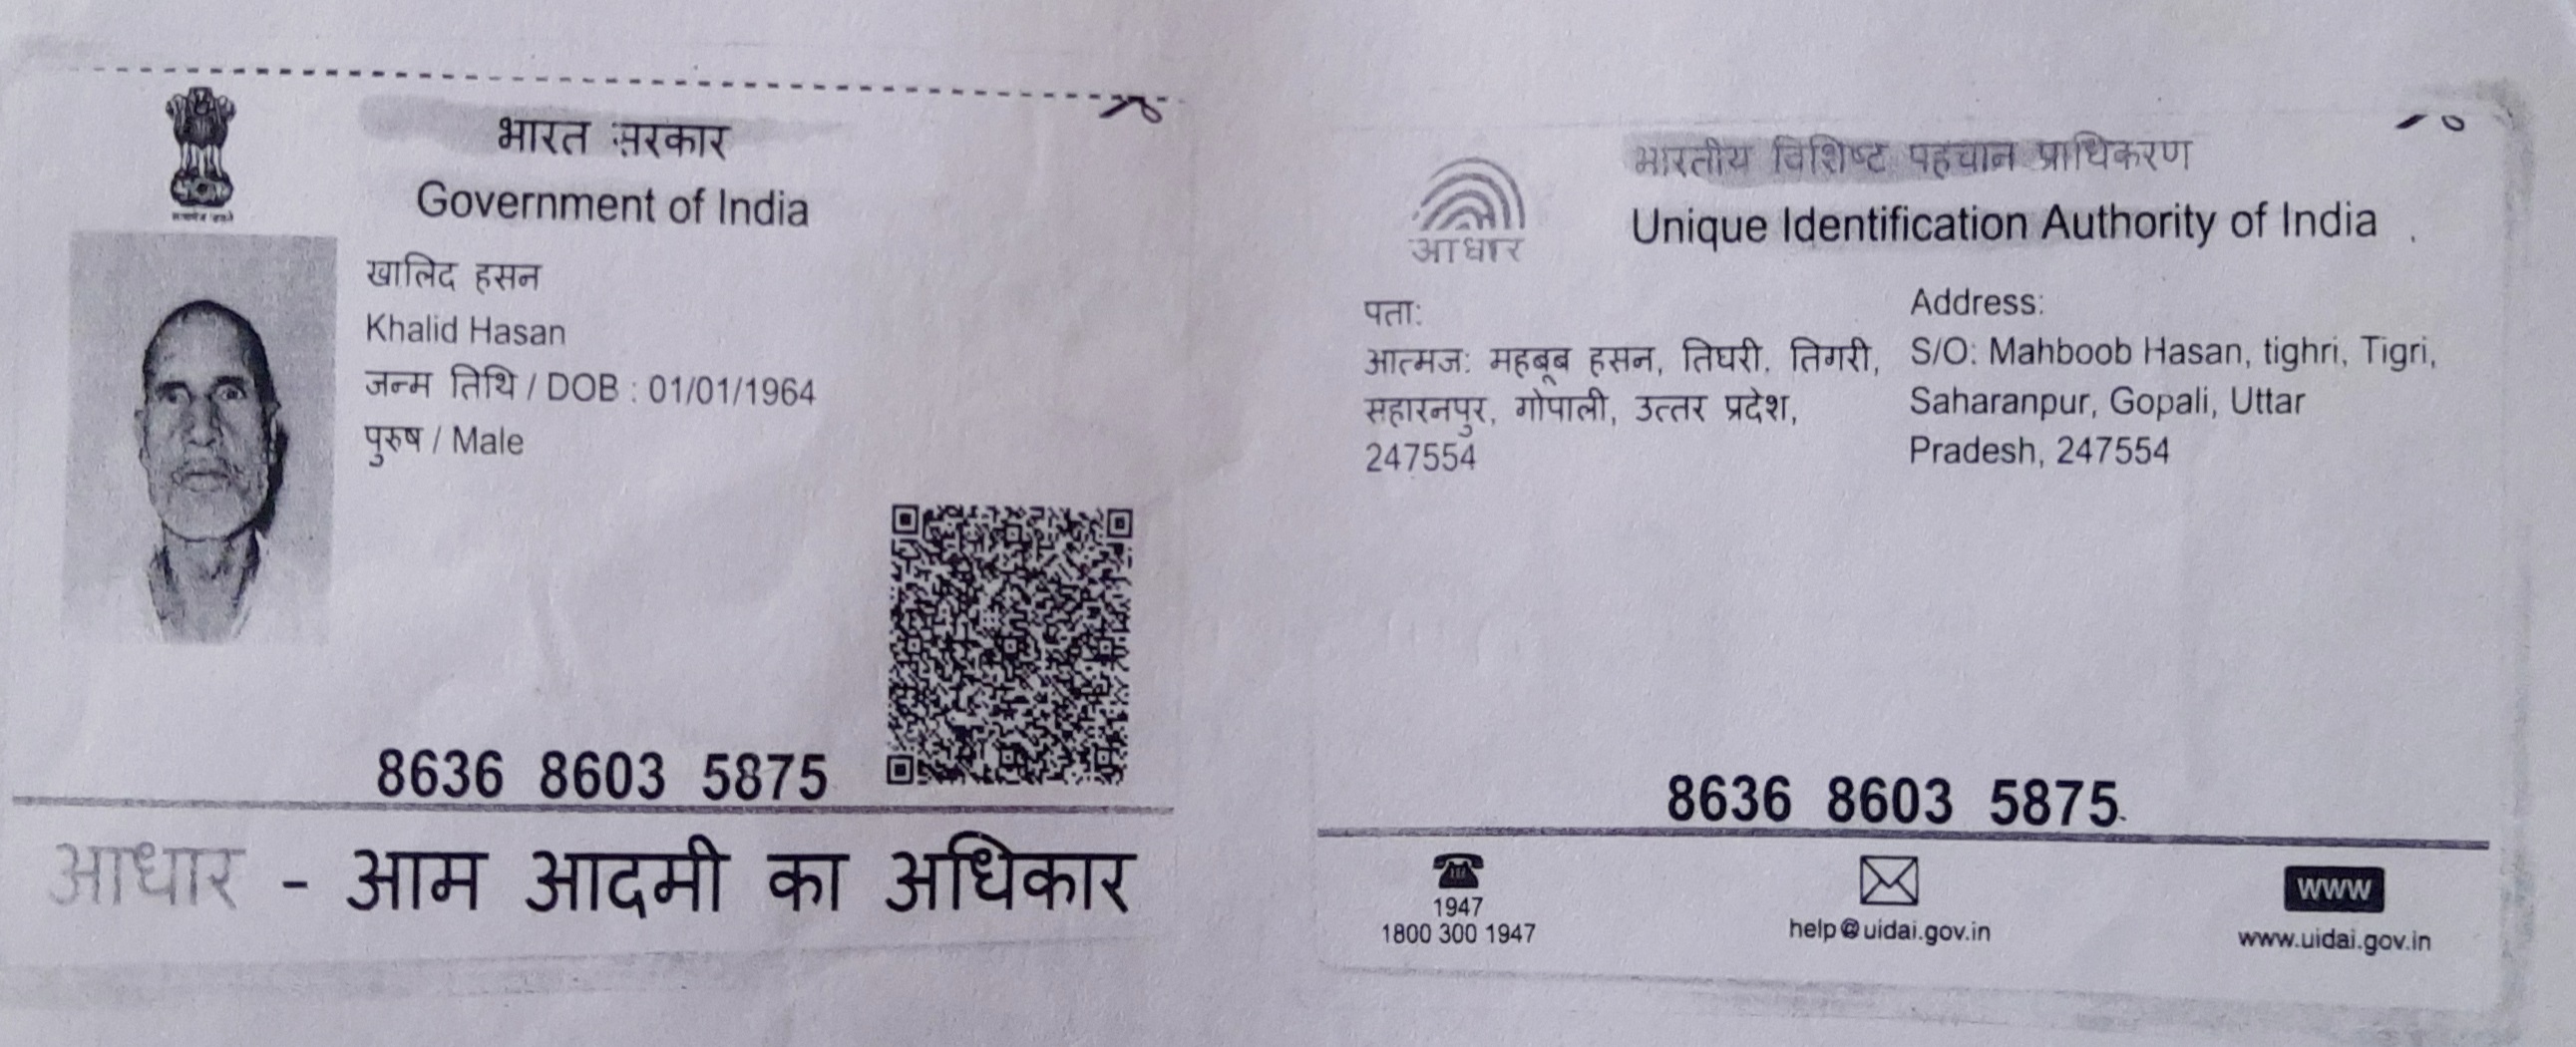 भारत सरकार
Government of India
खालिद हसन
Khalid Hasan
जन्म तिथि / DOB : 01/01/1964
पुरुष / Male
8636 8603 5875
आधार - आम आदमी का अधिकार
भारतीय विशिष्ट पहचान प्राधिकरण
Unique Identification Authority of India
आधार
पता:
आत्मज: महबूब हसन, तिघरी, तिगरी,
सहारनपुर, गोपाली, उत्तर प्रदेश,
247554
Address:
S/O: Mahboob Hasan, tighri, Tigri,
Saharanpur, Gopali, Uttar
Pradesh, 247554
8636 8603 5875
1947
1800 300 1947
help@uidai.gov.in
www
www.uidai.gov.in